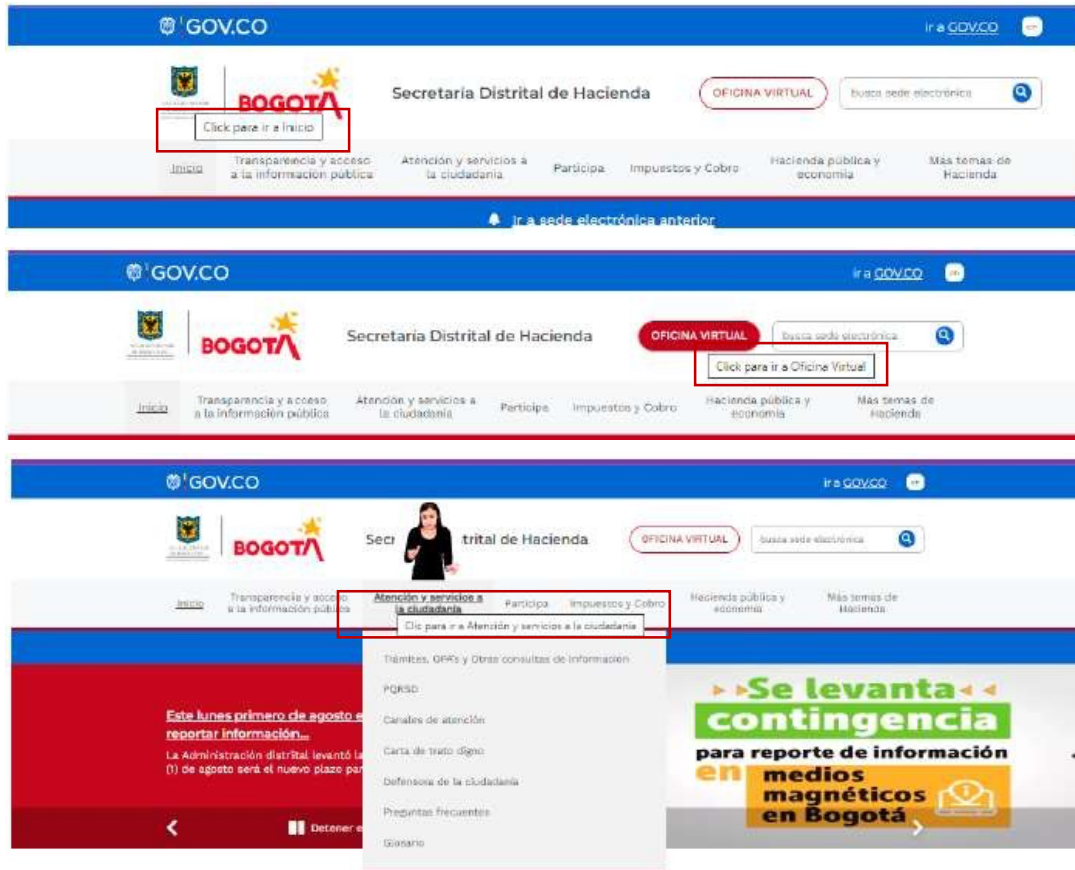 GOV.CO
ir a GOV.CO
BOGOTÁ
Secretaría Distrital de Hacienda
OFICINA VIRTUAL
busca sede electrónica
Click para ir a Inicio
Inicio
Transparencia y acceso
a la información pública
Atención y servicios a
la ciudadanía
Participa
Impuestos y Cobro
Hacienda pública y
economía
Más temas de
Hacienda
Ir a sede electrónica anterior
GOV.CO
ir a GOV.CO
BOGOTÁ
Secretaría Distrital de Hacienda
OFICINA VIRTUAL
busca sede electrónica
Click para ir a Oficina Virtual
Inicio
Transparencia y acceso
a la información pública
Atención y servicios a
la ciudadanía
Participa
Impuestos y Cobro
Hacienda pública y
economía
Más temas de
Hacienda
GOV.CO
ir a GOV.CO
BOGOTÁ
Secr trital de Hacienda
OFICINA VIRTUAL
busca sede electrónica
Inicio
Transparencia y acceso
a la información pública
Atención y servicios a
la ciudadanía
Participa
Impuestos y Cobro
Hacienda pública y
economía
Más temas de
Hacienda
Clic para ir a Atención y servicios a la ciudadanía
Trámites, OPA's y Otras consultas de información
PQRSD
Canales de atención
Carta de trato digno
Defensora de la ciudadanía
Preguntas frecuentes
Glosario
Este lunes primero de agosto e
reportar información...
La Administración distrital levantó la
(1) de agosto será el nuevo plazo par
Detener e
Se levanta
contingencia
para reporte de información
en medios
magnéticos
en Bogotá